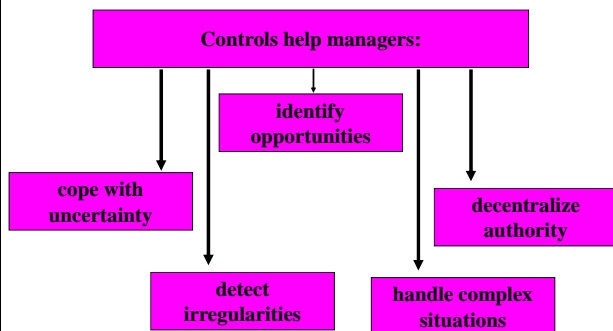 Controls help managers:
identify
opportunities
cope with
uncertainty
decentralize
authority
detect
irregularities
handle complex
situations